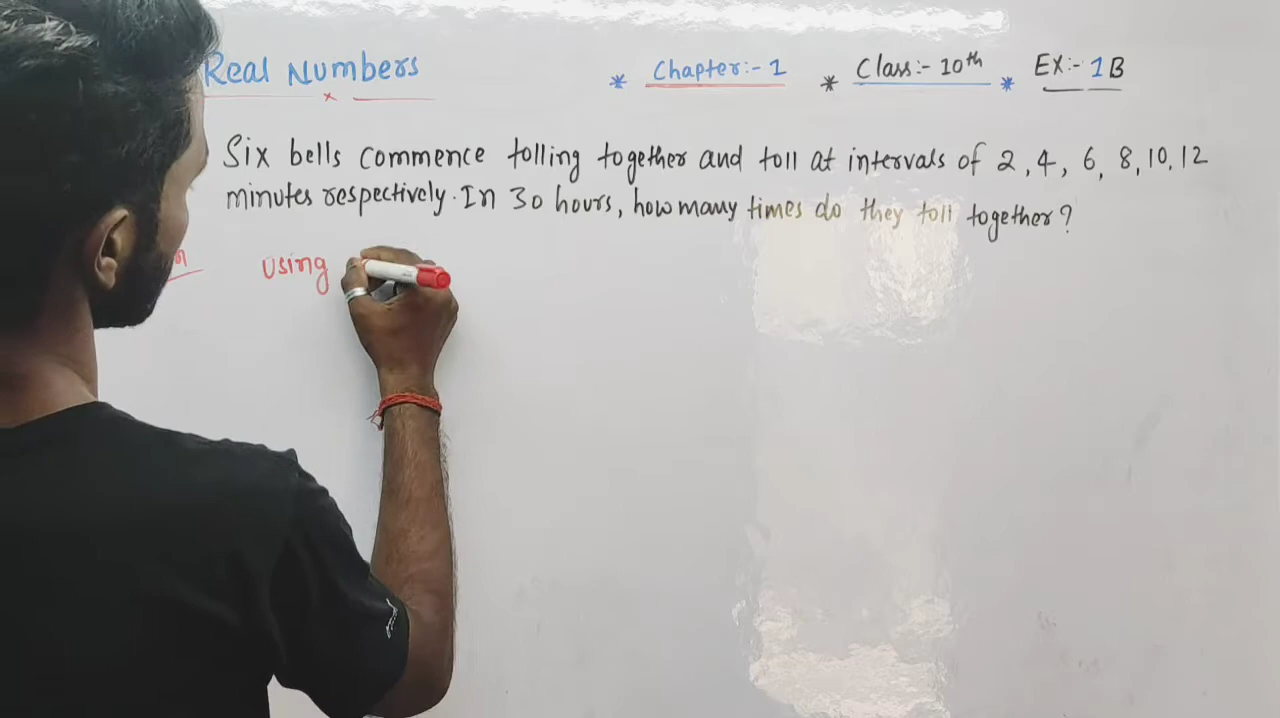 Real Numbers * Chapter:- 1 * Class:- 10th * Ex:- 1B
Six bells commence tolling together and toll at intervals of 2, 4, 6, 8, 10, 12
minutes respectively. In 30 hours, how many times do they toll together?
using